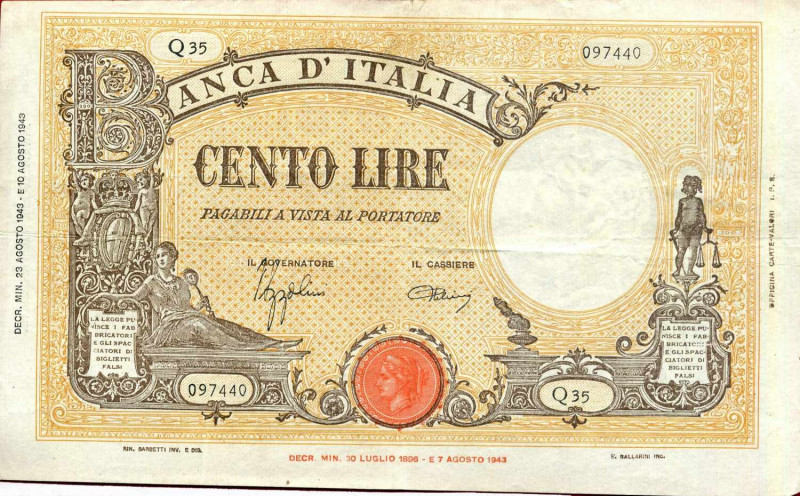 Q 35
097440
BANCA D'ITALIA
CENTO LIRE
PAGABILI A VISTA AL PORTATORE
IL GOVERNATORE
IL CASSIERE
LA LEGGE PU-
NISCE I FAB-
BRICATORI
E GLI SPAC-
CIATORI DI
BIGLIETTI
FALSI
LA LEGGE PU-
NISCE I FAB-
BRICATORI
E GLI SPAC-
CIATORI DI
BIGLIETTI
FALSI
097440
Q 35
RIN. BARBETTI INV. E DIS.
DECR. MIN. 30 LUGLIO 1896 - E 7 AGOSTO 1943
E. BALLARINI INC.
DECR. MIN. 23 AGOSTO 1943 - E 10 AGOSTO 1943
OFFICINA CARTE-VALORI I. P. S.